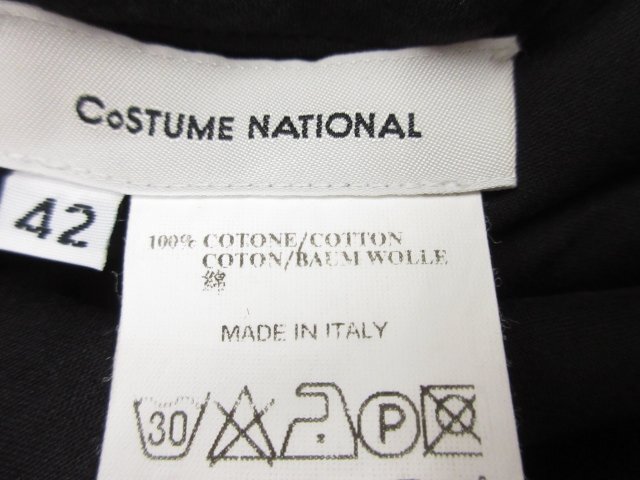 CoSTUME NATIONAL
42
100% COTONE/COTTON
COTON/BAUM WOLLE
綿
MADE IN ITALY
30 P